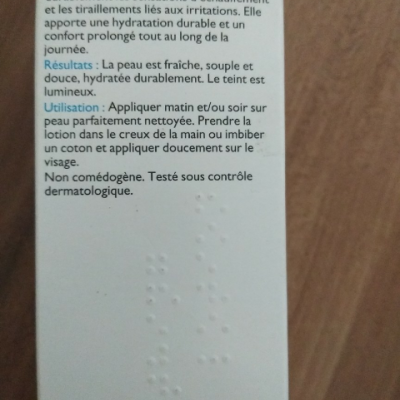 et les tiraillements liés aux irritations. Elle
apporte une hydratation durable et un
confort prolongé tout au long de la
journée.
Résultats : La peau est fraîche, souple et
douce, hydratée durablement. Le teint est
lumineux.
Utilisation : Appliquer matin et/ou soir sur
peau parfaitement nettoyée. Prendre la
lotion dans le creux de la main ou imbiber
un coton et appliquer doucement sur le
visage.
Non comédogène. Testé sous contrôle
dermatologique.